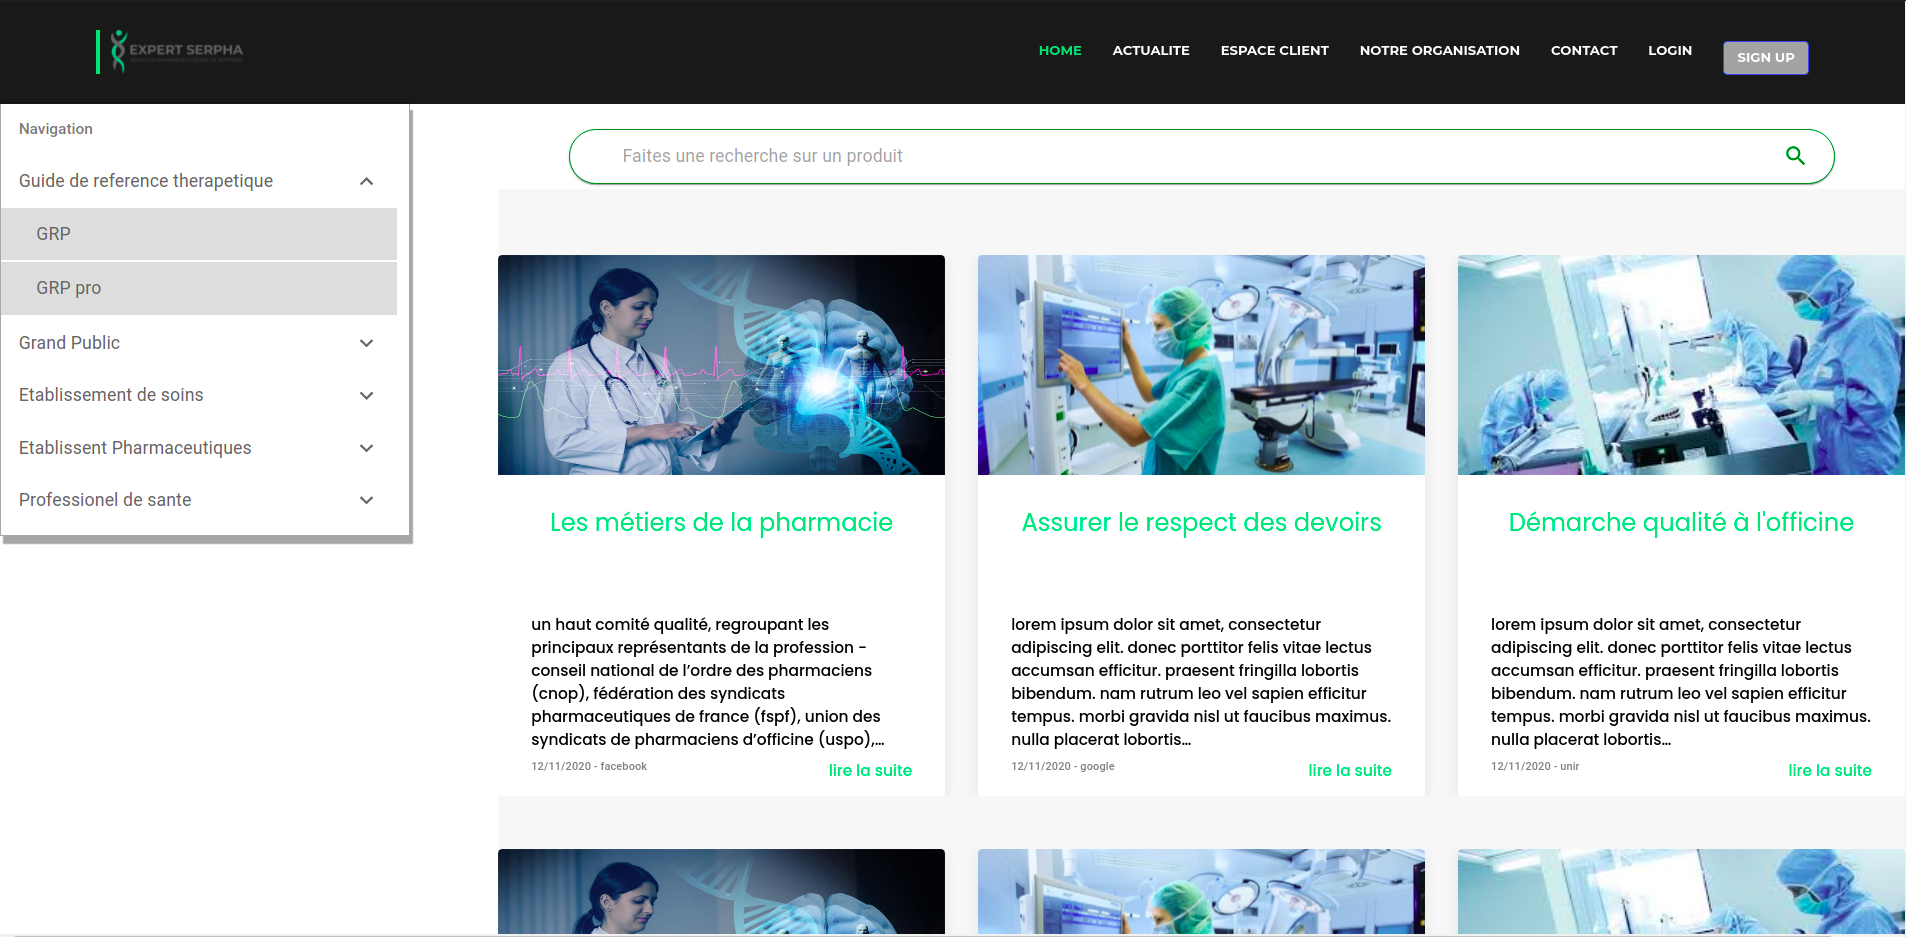 EXPERT SERPHA
SERVICES PHARMACEUTIQUES DE SUPPORT
HOME
ACTUALITE
ESPACE CLIENT
NOTRE ORGANISATION
CONTACT
LOGIN
SIGN UP
Navigation
Guide de reference therapetique
GRP
GRP pro
Grand Public
Etablissement de soins
Etablissent Pharmaceutiques
Professionel de sante
Faites une recherche sur un produit
Les métiers de la pharmacie
un haut comité qualité, regroupant les
principaux représentants de la profession -
conseil national de l’ordre des pharmaciens
(cnop), fédération des syndicats
pharmaceutiques de france (fspf), union des
syndicats de pharmaciens d’officine (uspo),...
12/11/2020 - facebook
lire la suite
Assurer le respect des devoirs
lorem ipsum dolor sit amet, consectetur
adipiscing elit. donec porttitor felis vitae lectus
accumsan efficitur. praesent fringilla lobortis
bibendum. nam rutrum leo vel sapien efficitur
tempus. morbi gravida nisl ut faucibus maximus.
nulla placerat lobortis...
12/11/2020 - google
lire la suite
Démarche qualité à l'officine
lorem ipsum dolor sit amet, consectetur
adipiscing elit. donec porttitor felis vitae lectus
accumsan efficitur. praesent fringilla lobortis
bibendum. nam rutrum leo vel sapien efficitur
tempus. morbi gravida nisl ut faucibus maximus.
nulla placerat lobortis...
12/11/2020 - unir
lire la suite